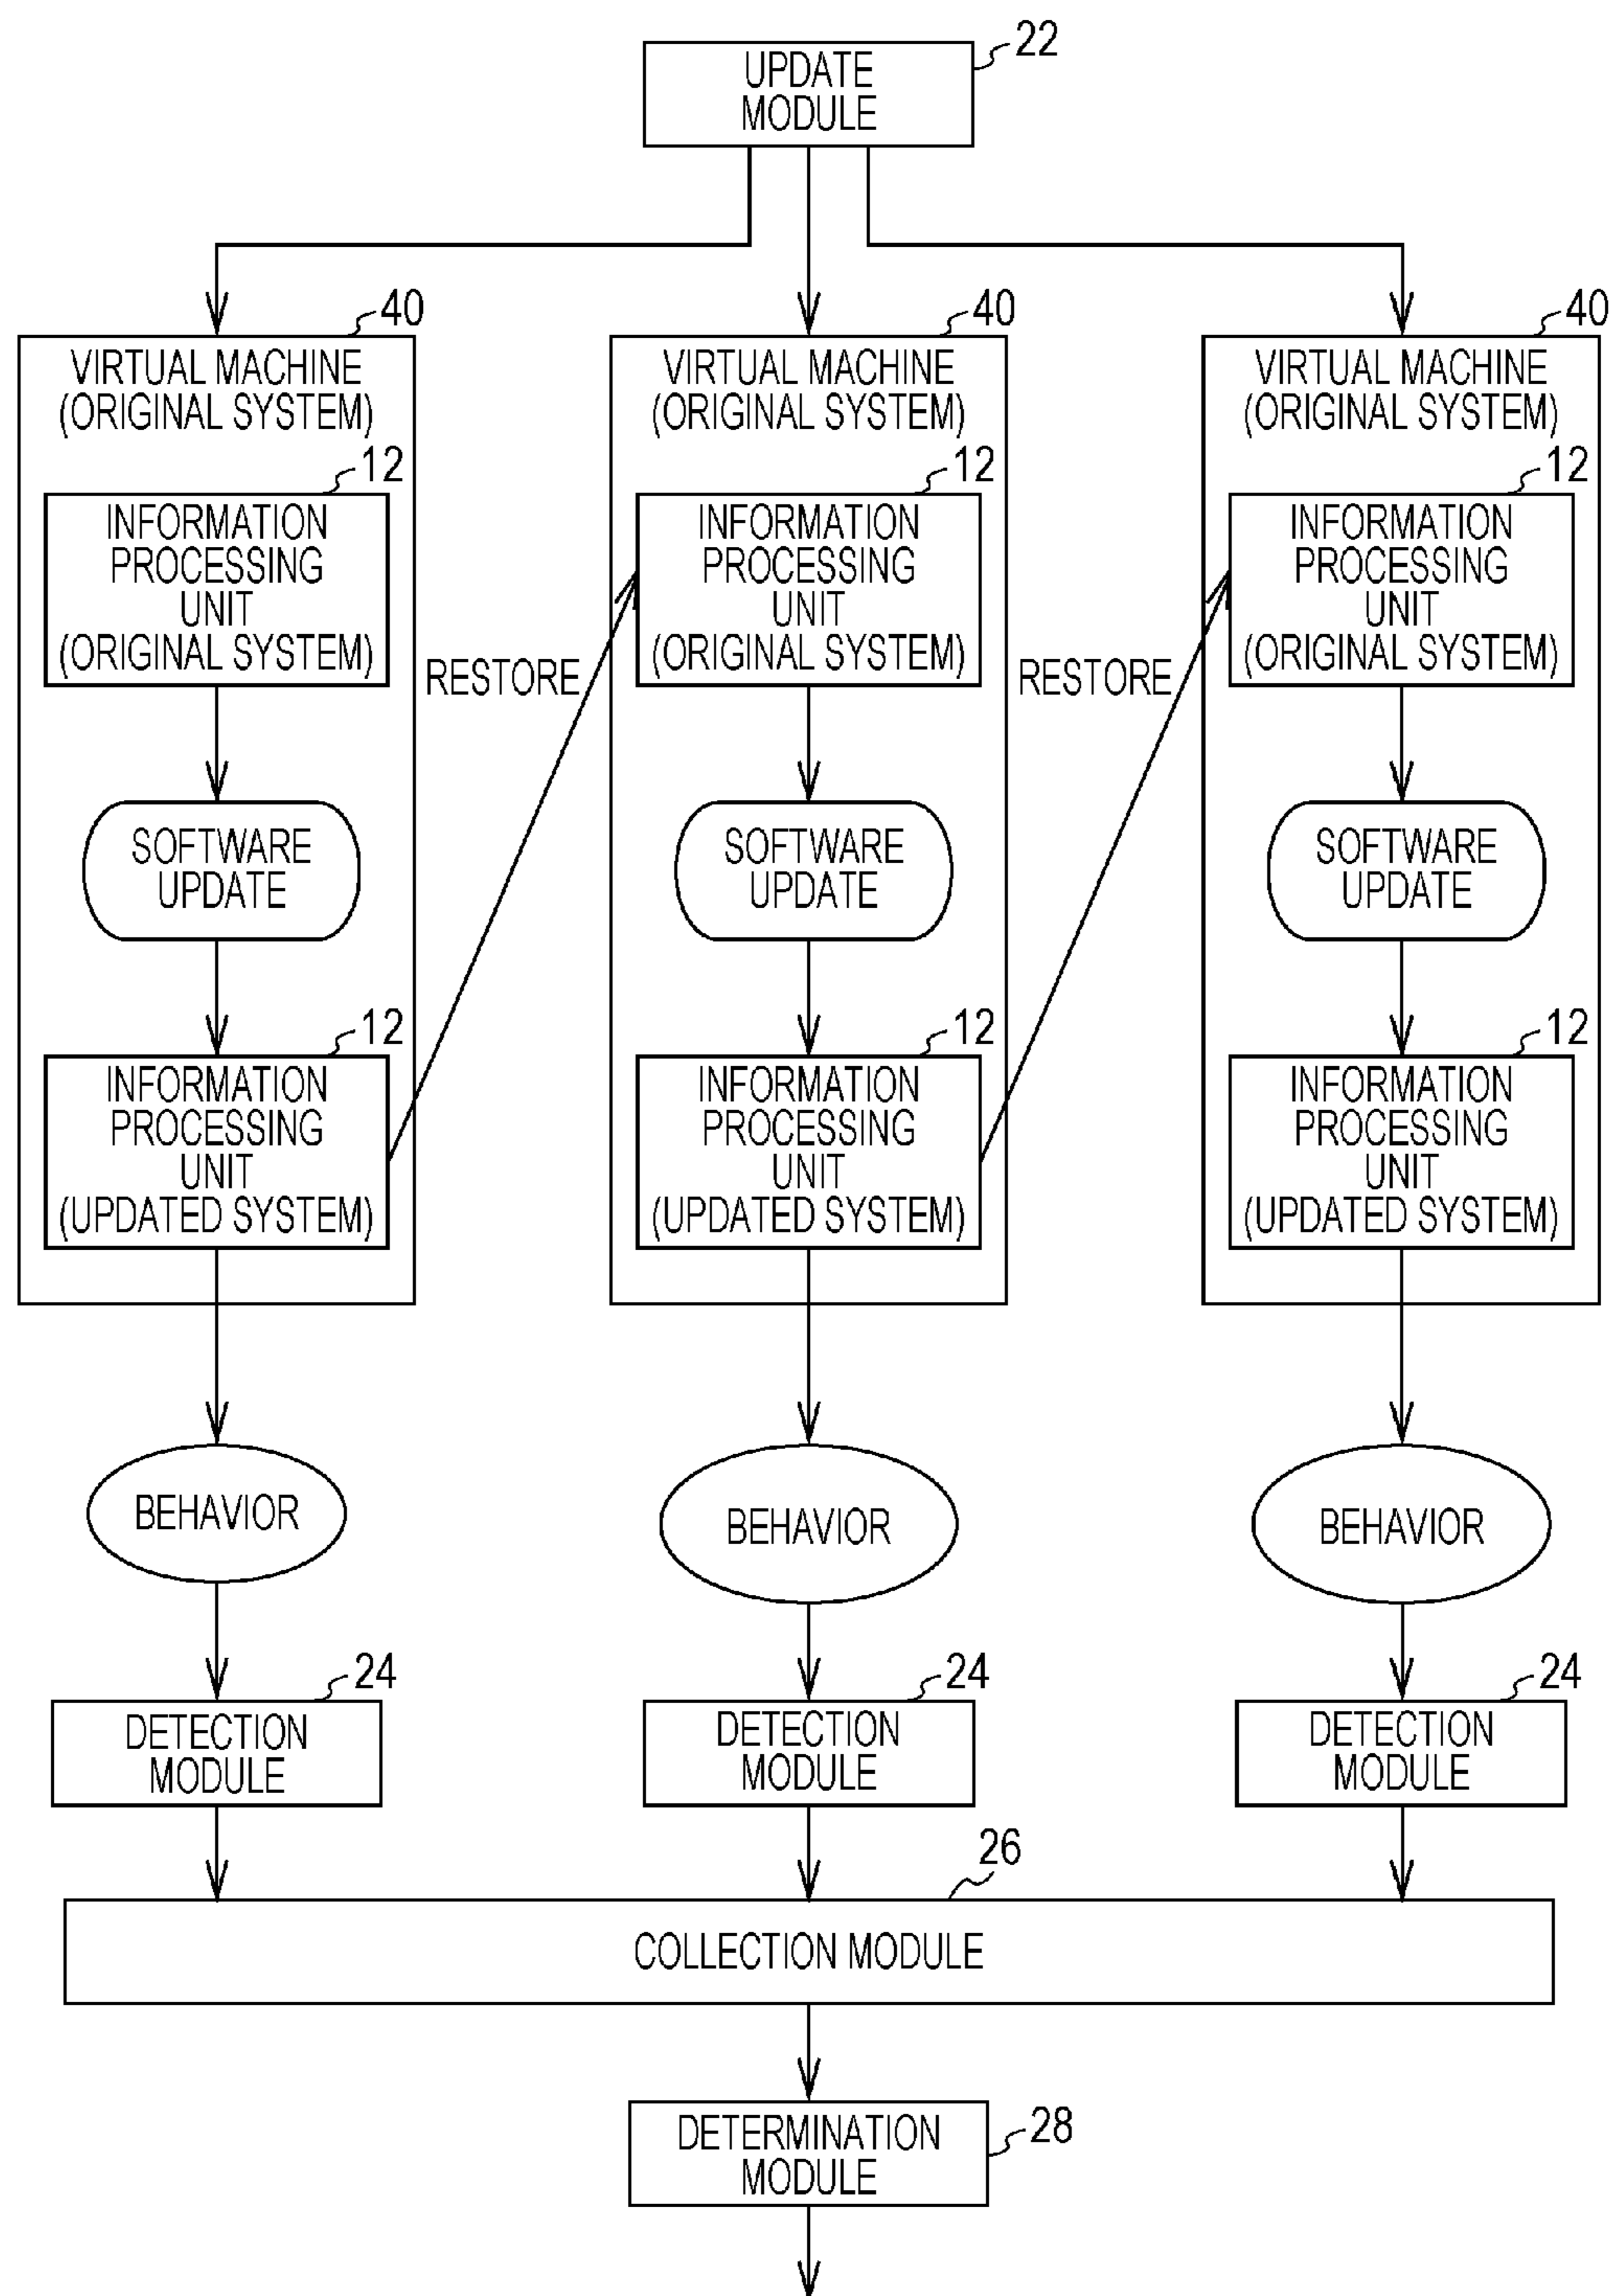 22
UPDATE
MODULE
40
VIRTUAL MACHINE
(ORIGINAL SYSTEM)
12
INFORMATION
PROCESSING
UNIT
(ORIGINAL SYSTEM)
SOFTWARE
UPDATE
12
INFORMATION
PROCESSING
UNIT
(UPDATED SYSTEM)
RESTORE
40
VIRTUAL MACHINE
(ORIGINAL SYSTEM)
12
INFORMATION
PROCESSING
UNIT
(ORIGINAL SYSTEM)
SOFTWARE
UPDATE
12
INFORMATION
PROCESSING
UNIT
(UPDATED SYSTEM)
RESTORE
40
VIRTUAL MACHINE
(ORIGINAL SYSTEM)
12
INFORMATION
PROCESSING
UNIT
(ORIGINAL SYSTEM)
SOFTWARE
UPDATE
12
INFORMATION
PROCESSING
UNIT
(UPDATED SYSTEM)
BEHAVIOR
BEHAVIOR
BEHAVIOR
24
DETECTION
MODULE
24
DETECTION
MODULE
24
DETECTION
MODULE
26
COLLECTION MODULE
28
DETERMINATION
MODULE